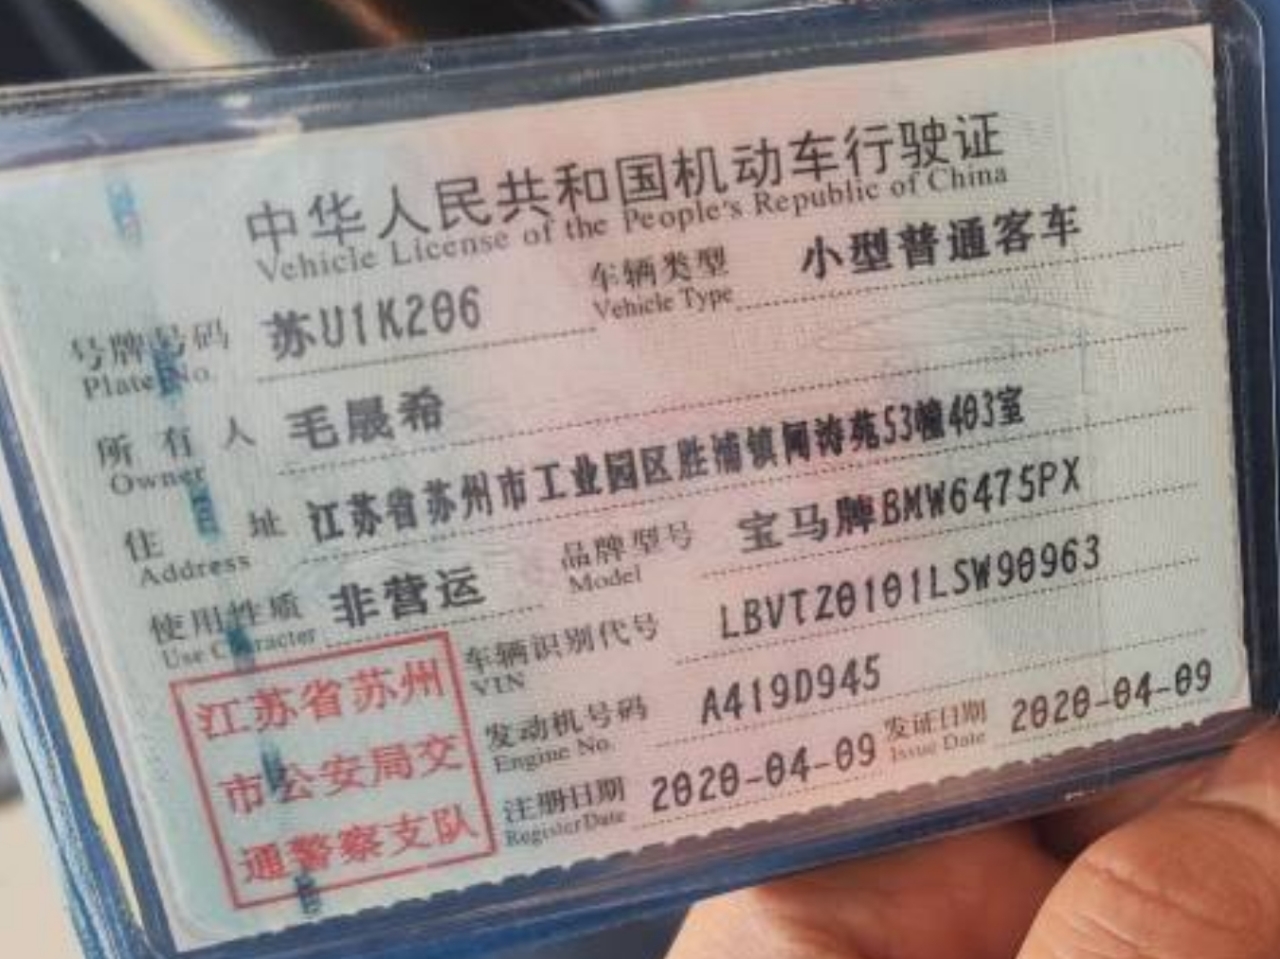 中华人民共和国机动车行驶证
Vehicle License of the People's Republic of China
号牌号码 苏U1K206 车辆类型 小型普通客车
Plate No. Vehicle Type
所有人 毛晟希
Owner
住址 江苏省苏州市工业园区胜浦镇闻涛苑53幢403室
Address
使用性质 非营运 品牌型号 宝马牌BMW6475PX
Use Character Model
车辆识别代号 LBVTZ0101LSW90963
VIN
发动机号码 A419D945
Engine No.
注册日期 2020-04-09 发证日期 2020-04-09
Register Date Issue Date
江苏省苏州
市公安局交
通警察支队